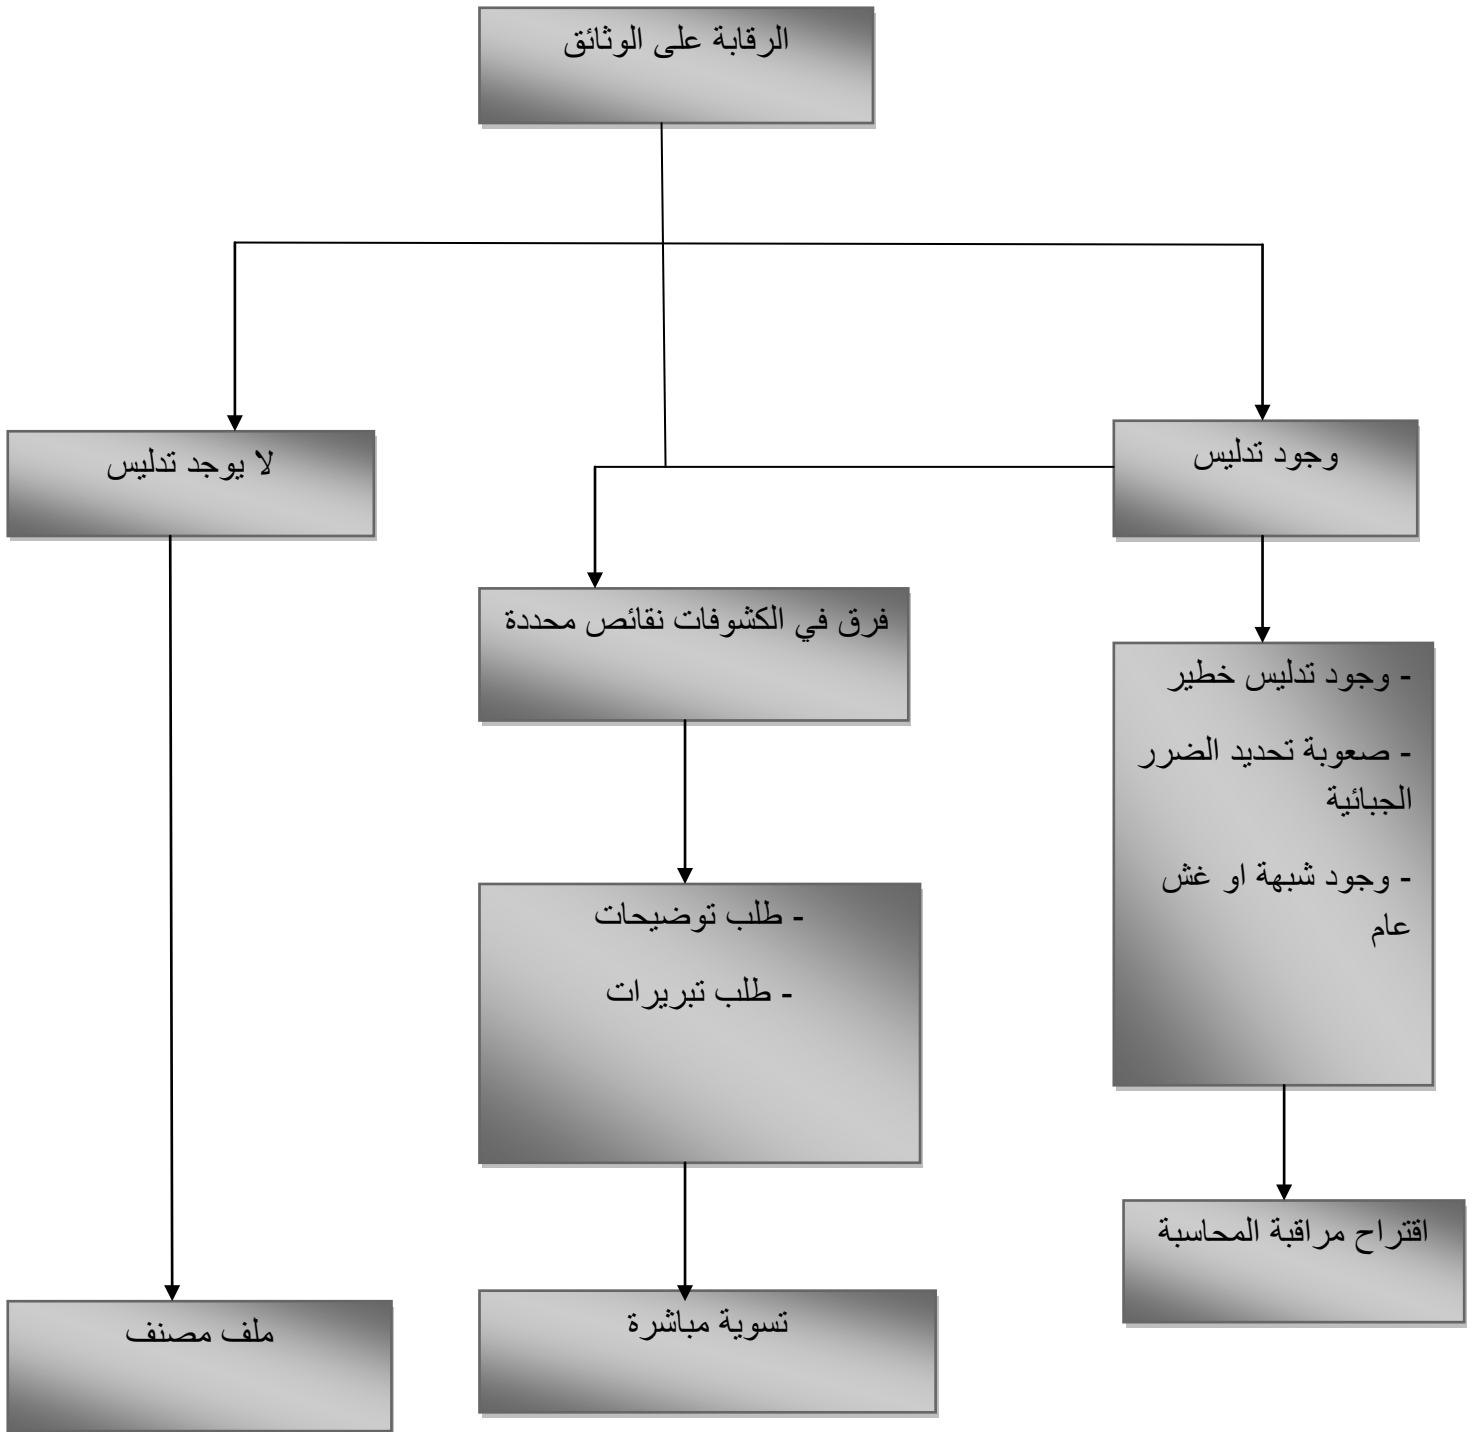 الرقابة على الوثائق
وجود تدليس
لا يوجد تدليس
فرق في الكشوفات نقائص محددة
- وجود تدليس خطير
- صعوبة تحديد الضرر
الجبائية
- وجود شبهة او غش
عام
- طلب توضيحات
- طلب تبريرات
اقتراح مراقبة المحاسبة
تسوية مباشرة
ملف مصنف